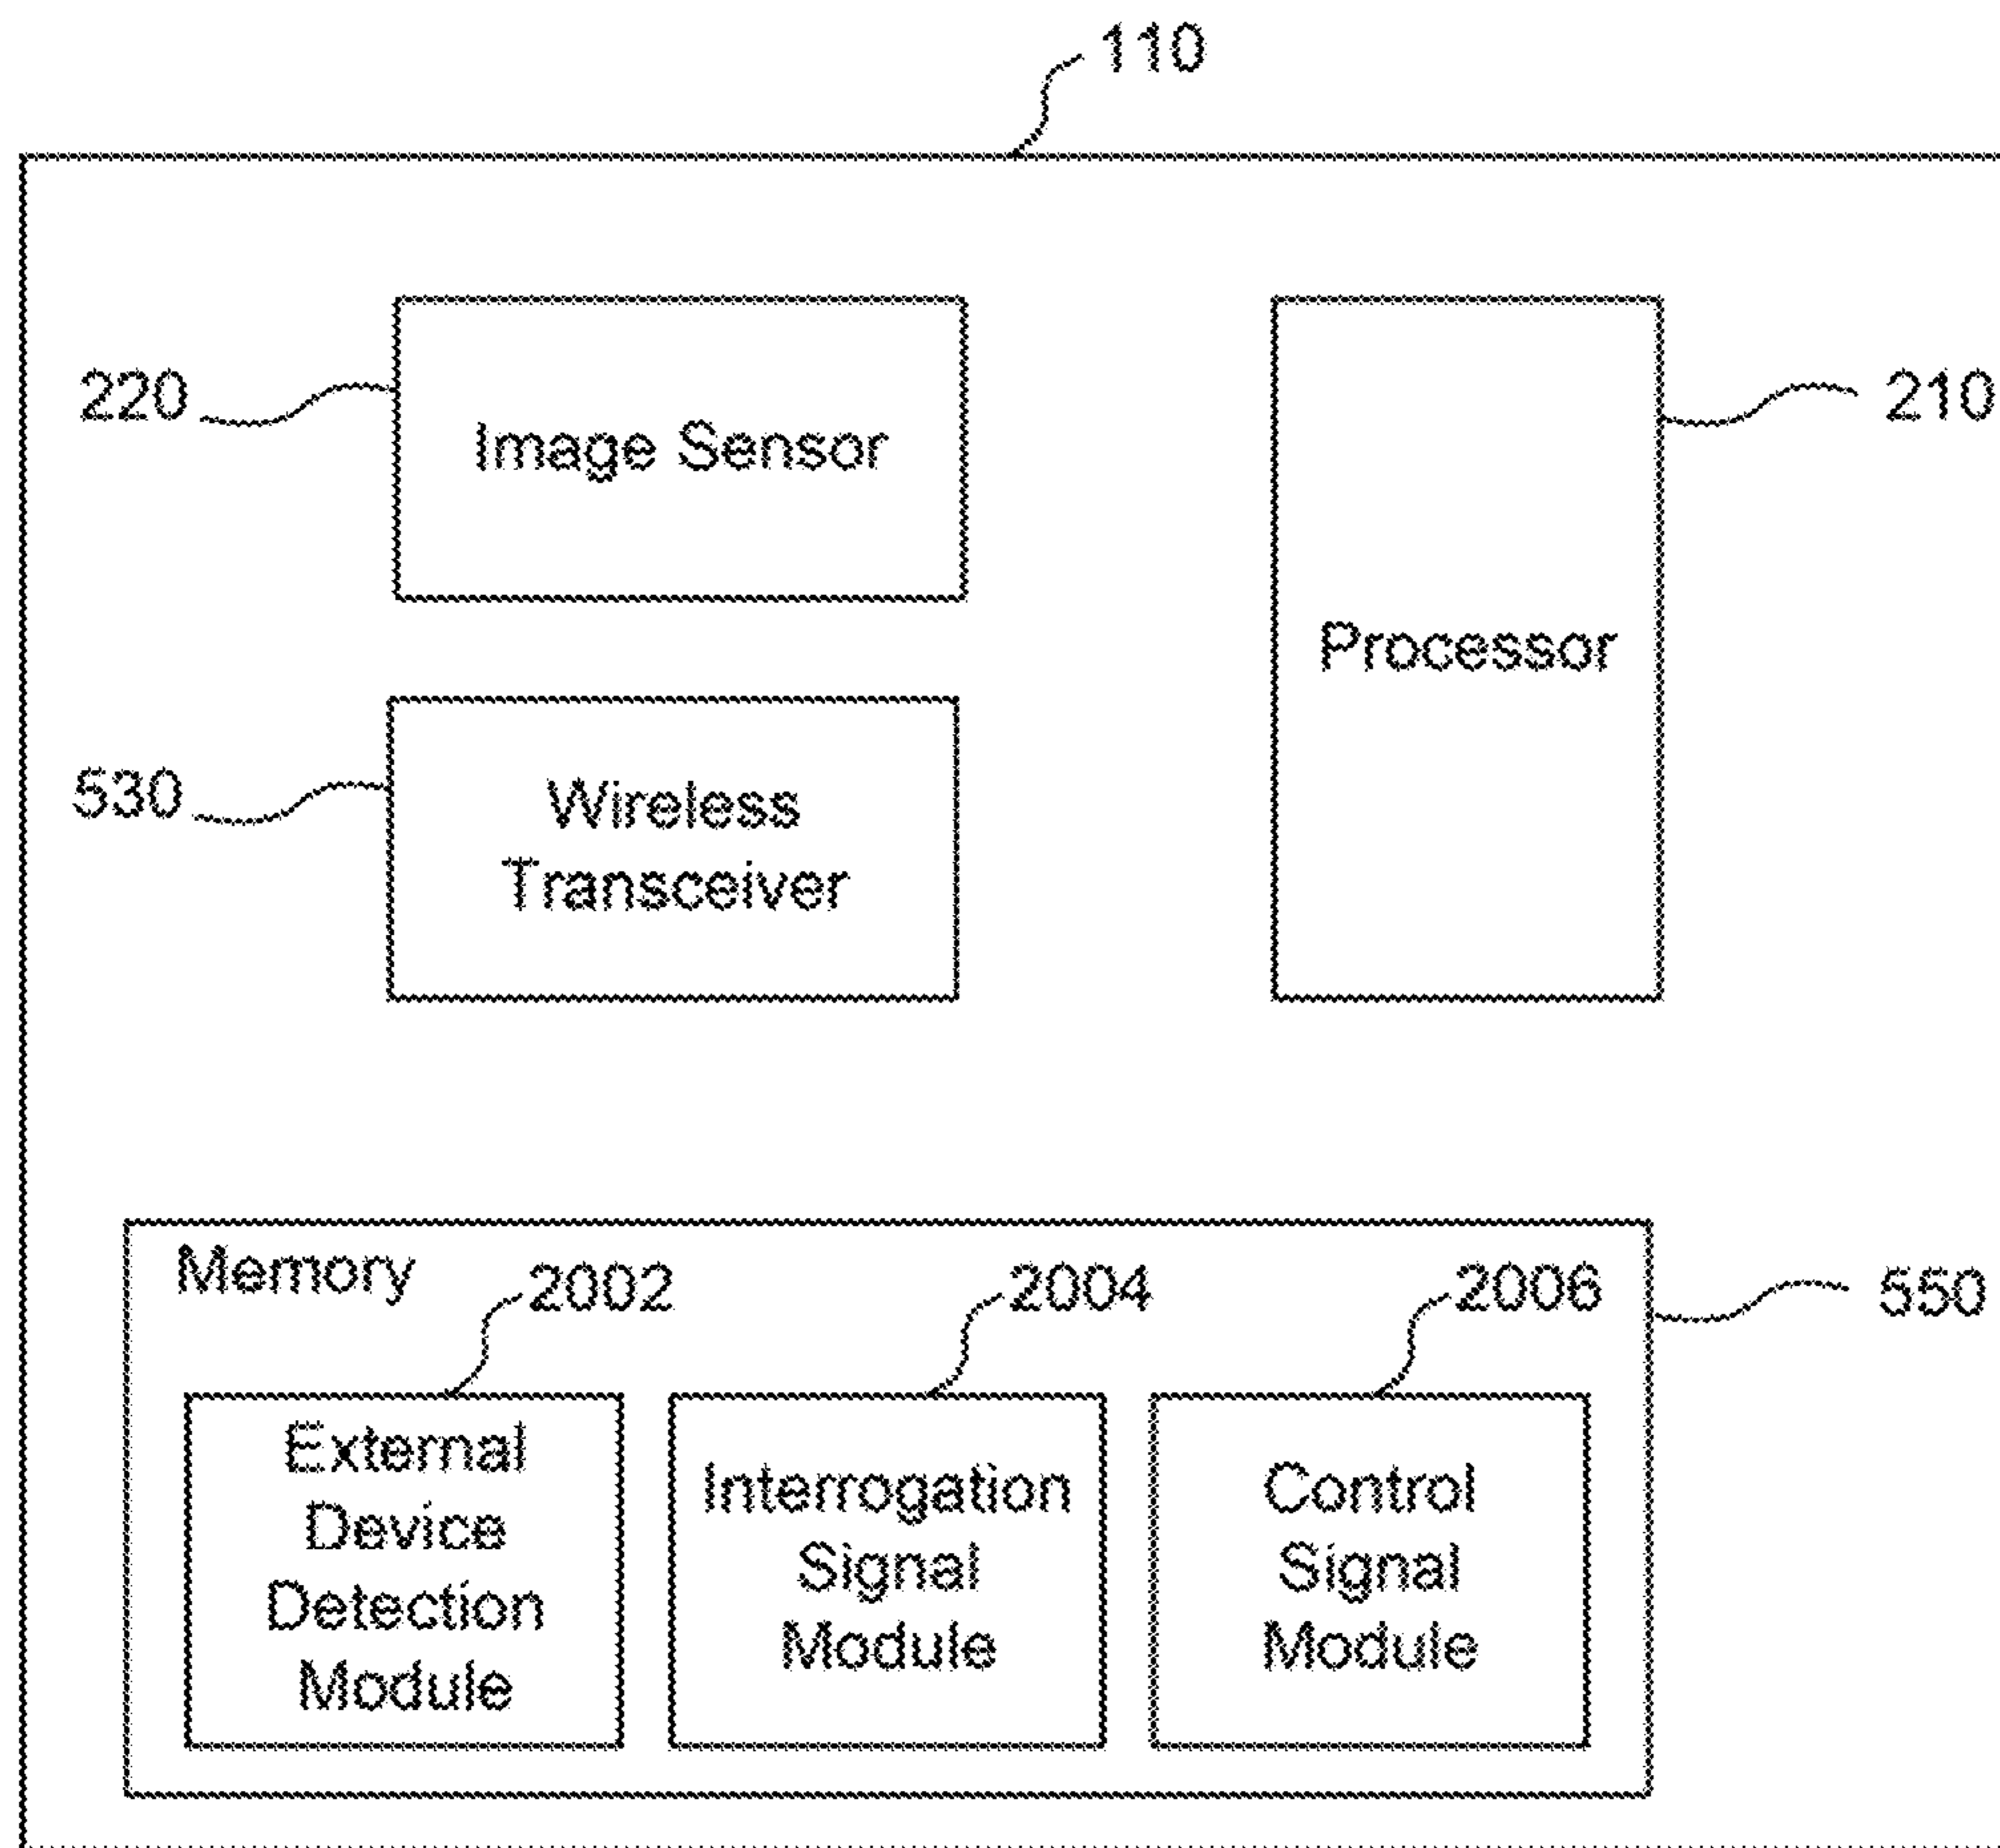 110
220
Image Sensor
210
Processor
530
Wireless
Transceiver
Memory
2002
2004
2006
550
External
Device
Detection
Module
Interrogation
Signal
Module
Control
Signal
Module